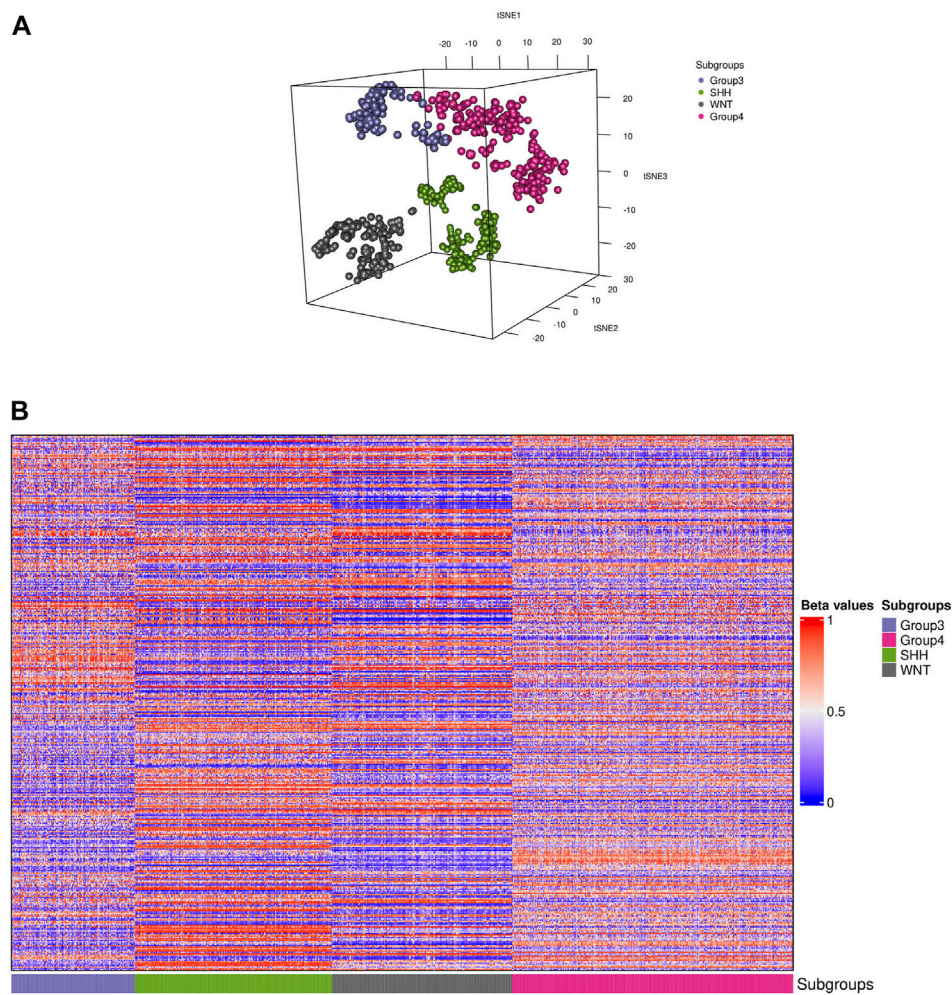 A
tSNE1
-20 -10 0 10 20 30
Subgroups
Group3
SHH
WNT
Group4
20
10
0
tSNE3
-10
-20
30
20
10
0
-10
-20
tSNE2
B
Beta values
1
0.5
0
Subgroups
Group3
Group4
SHH
WNT
Subgroups